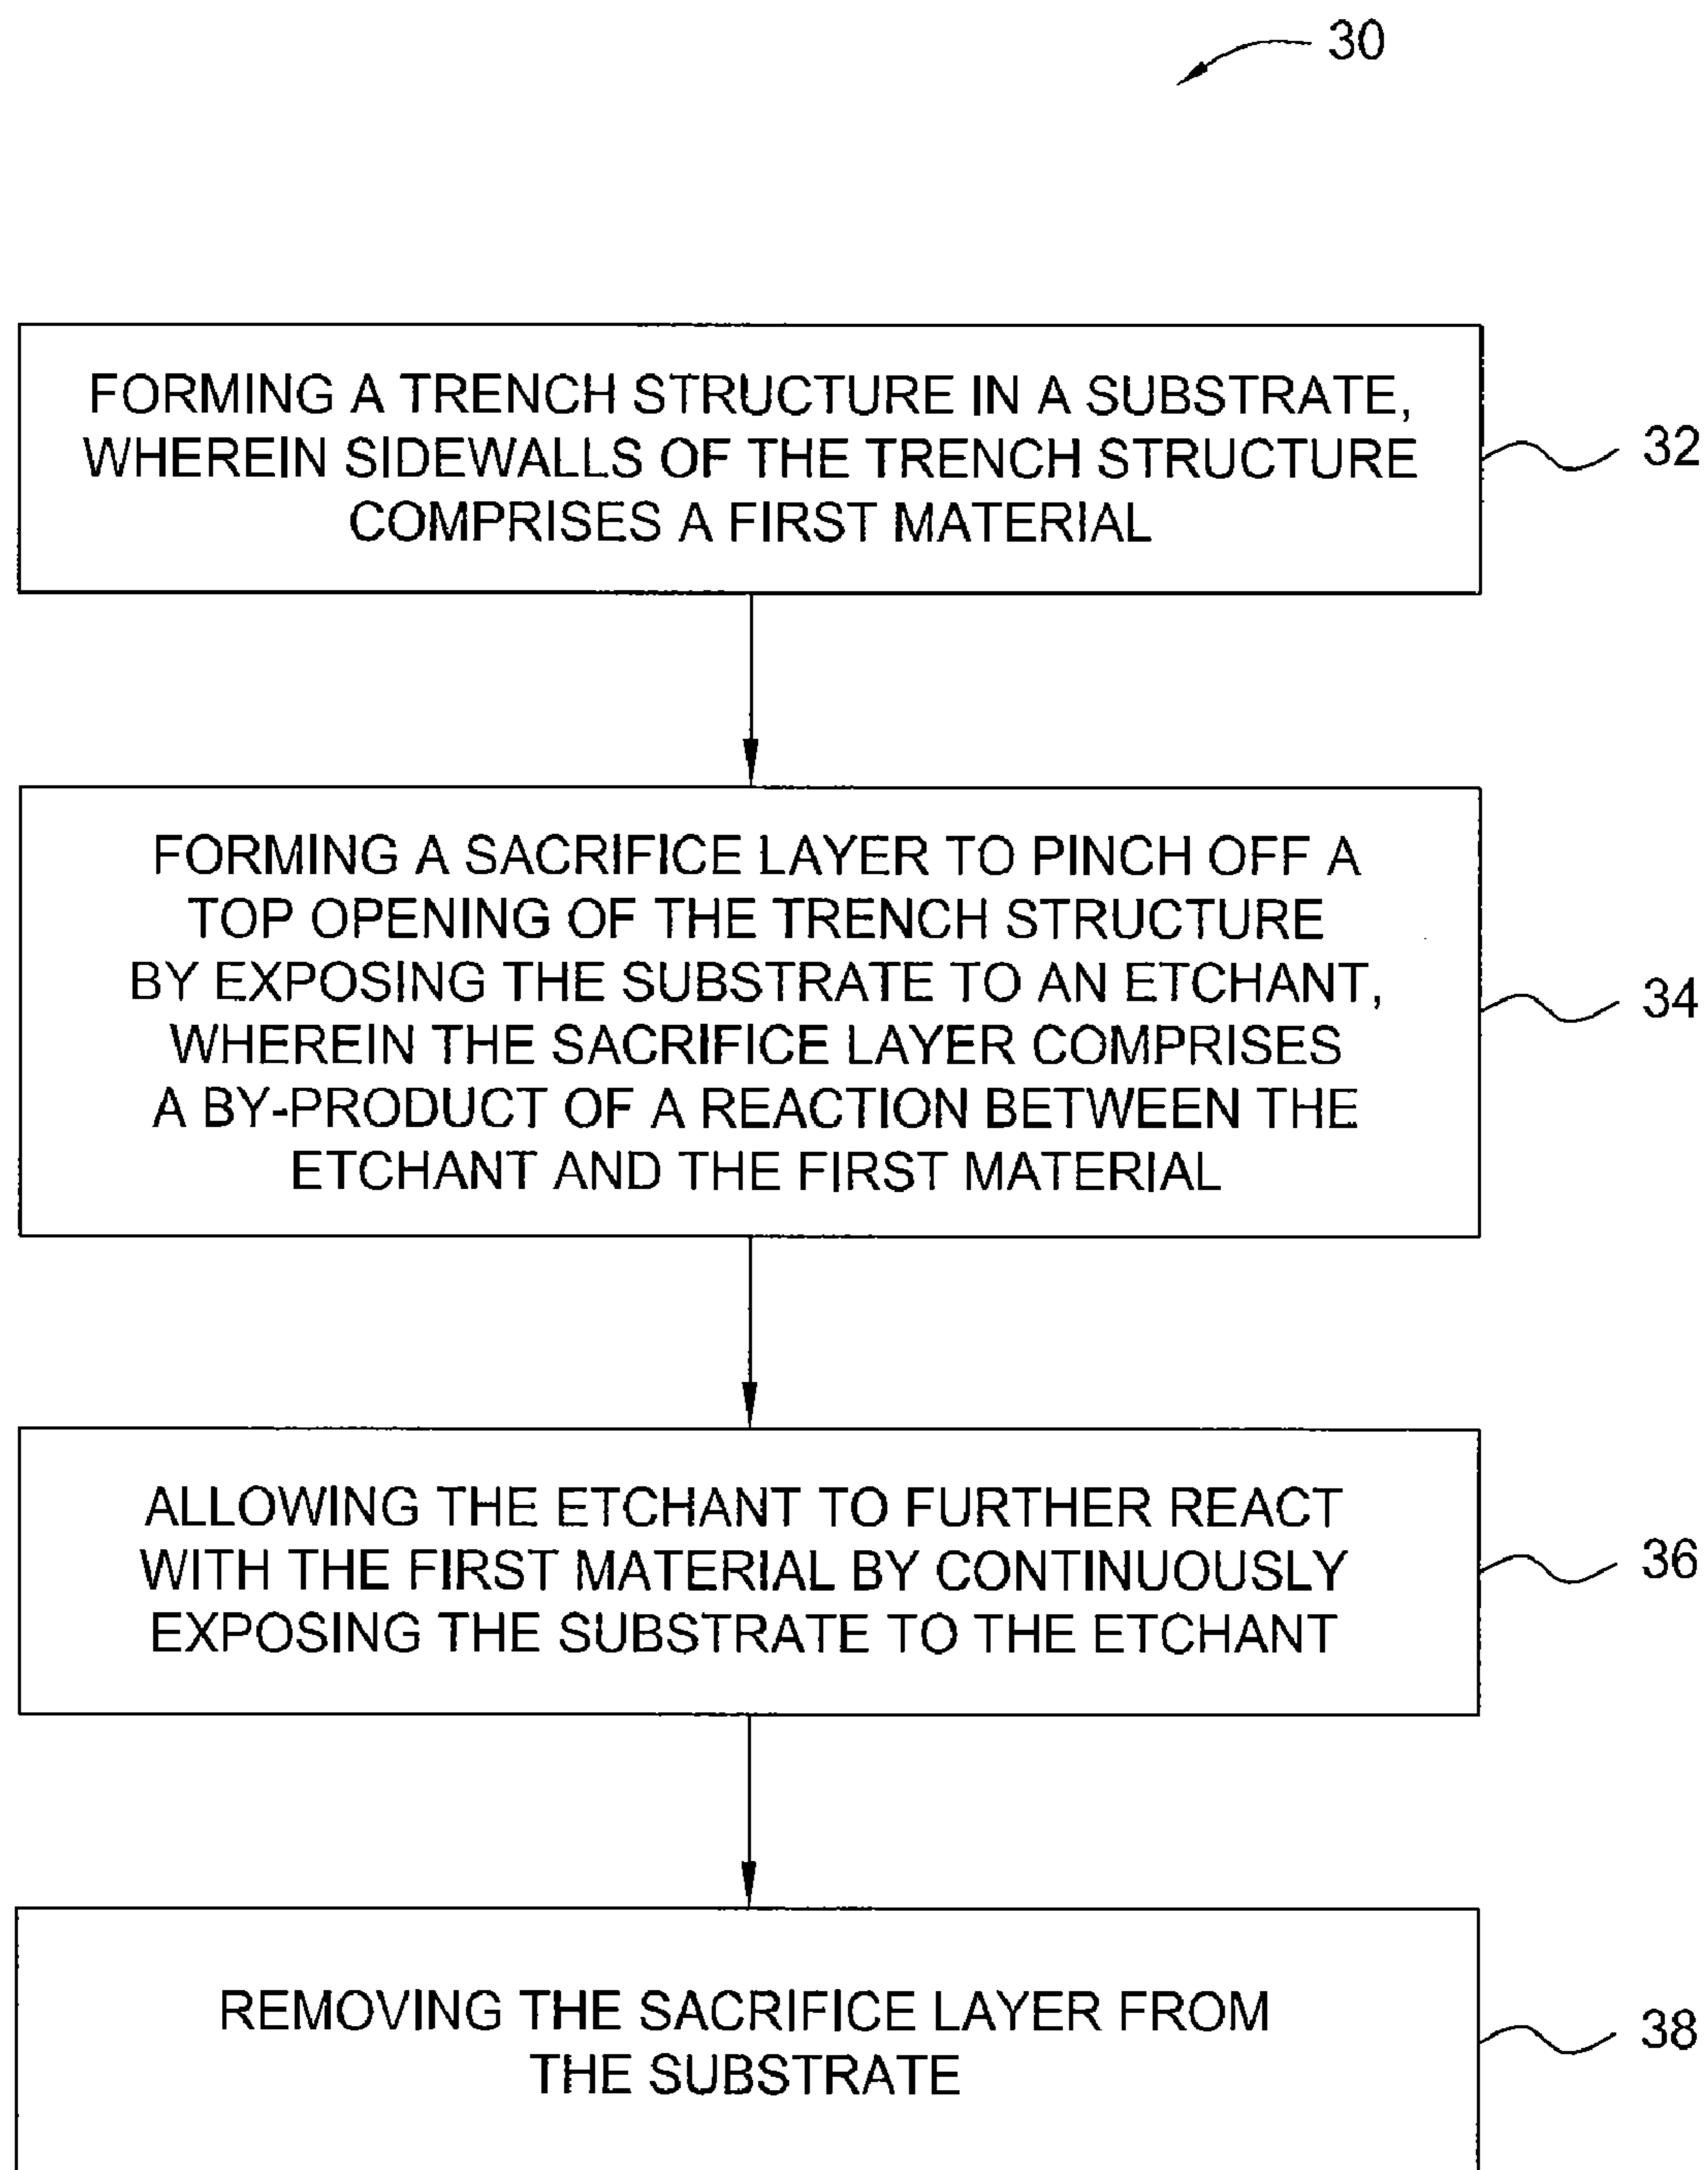 30
FORMING A TRENCH STRUCTURE IN A SUBSTRATE,
WHEREIN SIDEWALLS OF THE TRENCH STRUCTURE
COMPRISES A FIRST MATERIAL
32
FORMING A SACRIFICE LAYER TO PINCH OFF A
TOP OPENING OF THE TRENCH STRUCTURE
BY EXPOSING THE SUBSTRATE TO AN ETCHANT,
WHEREIN THE SACRIFICE LAYER COMPRISES
A BY-PRODUCT OF A REACTION BETWEEN THE
ETCHANT AND THE FIRST MATERIAL
34
ALLOWING THE ETCHANT TO FURTHER REACT
WITH THE FIRST MATERIAL BY CONTINUOUSLY
EXPOSING THE SUBSTRATE TO THE ETCHANT
36
REMOVING THE SACRIFICE LAYER FROM
THE SUBSTRATE
38